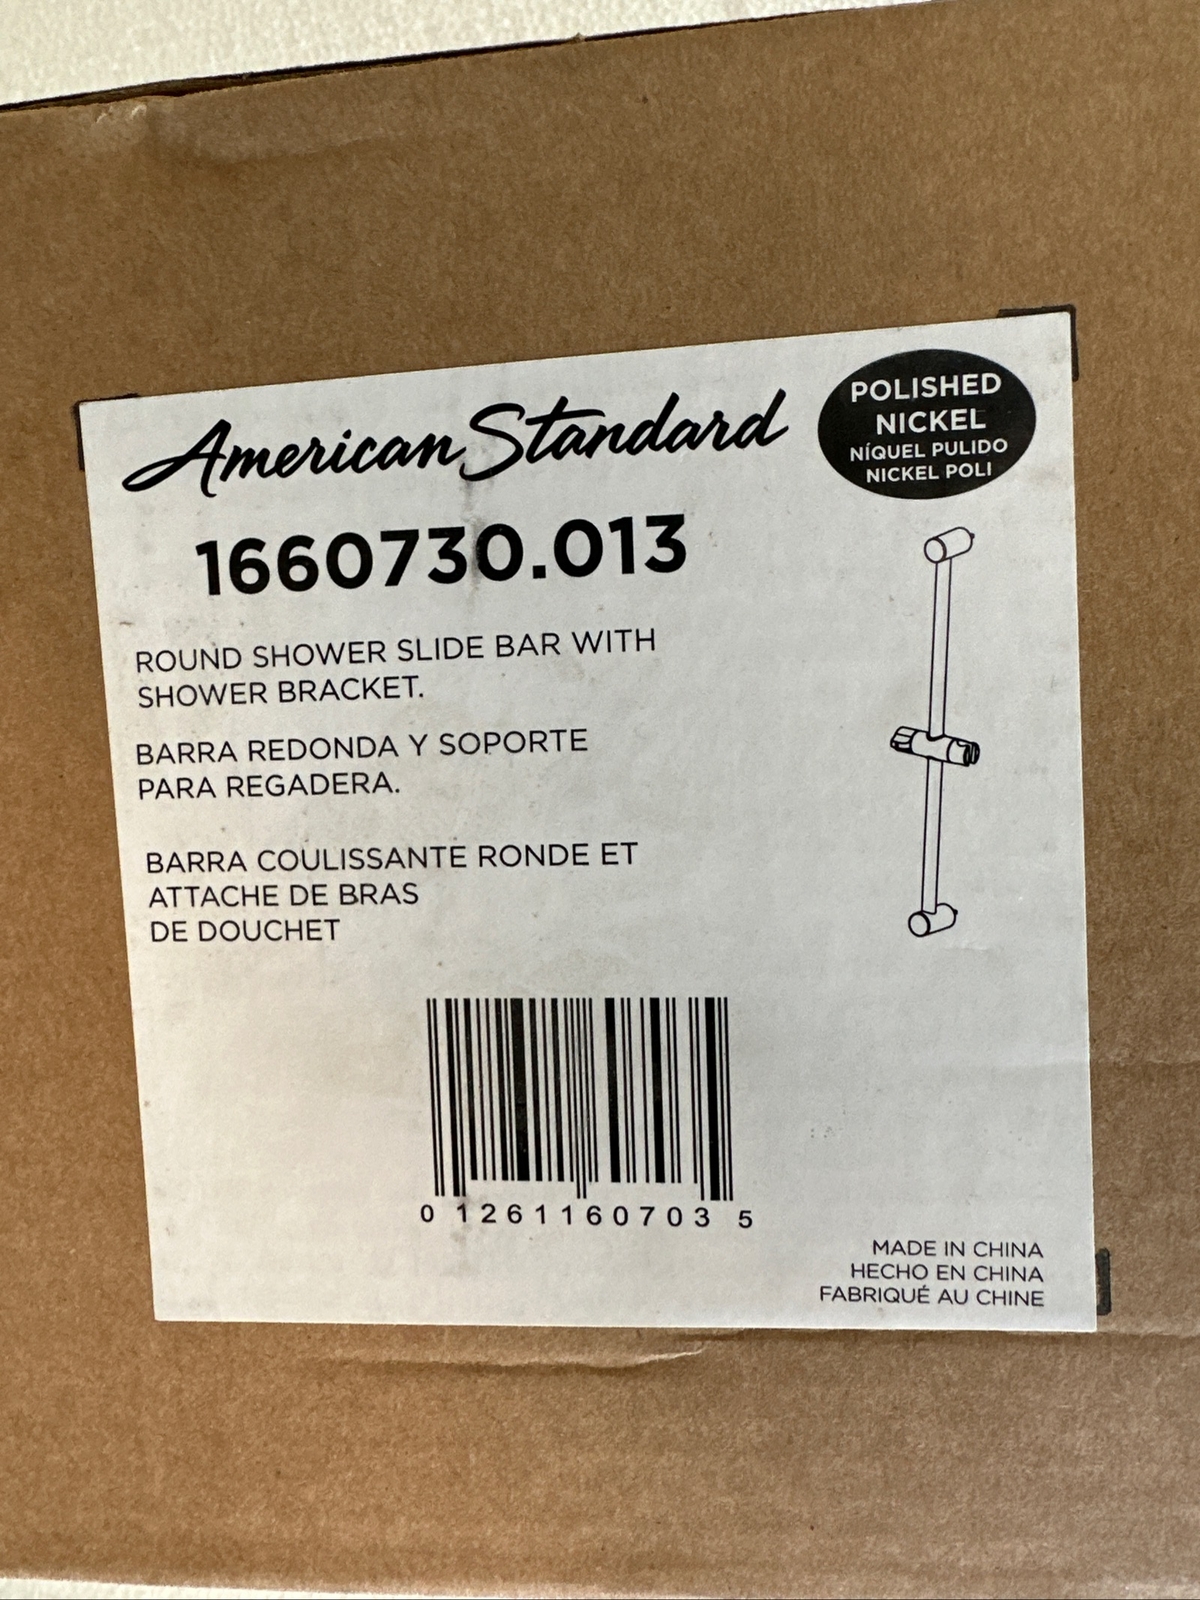 American Standard
POLISHED
NICKEL
NÍQUEL PULIDO
NICKEL POLI
1660730.013
ROUND SHOWER SLIDE BAR WITH
SHOWER BRACKET.
BARRA REDONDA Y SOPORTE
PARA REGADERA.
BARRA COULISSANTE RONDE ET
ATTACHE DE BRAS
DE DOUCHET
0 12611 60703 5
MADE IN CHINA
HECHO EN CHINA
FABRIQUÉ AU CHINE